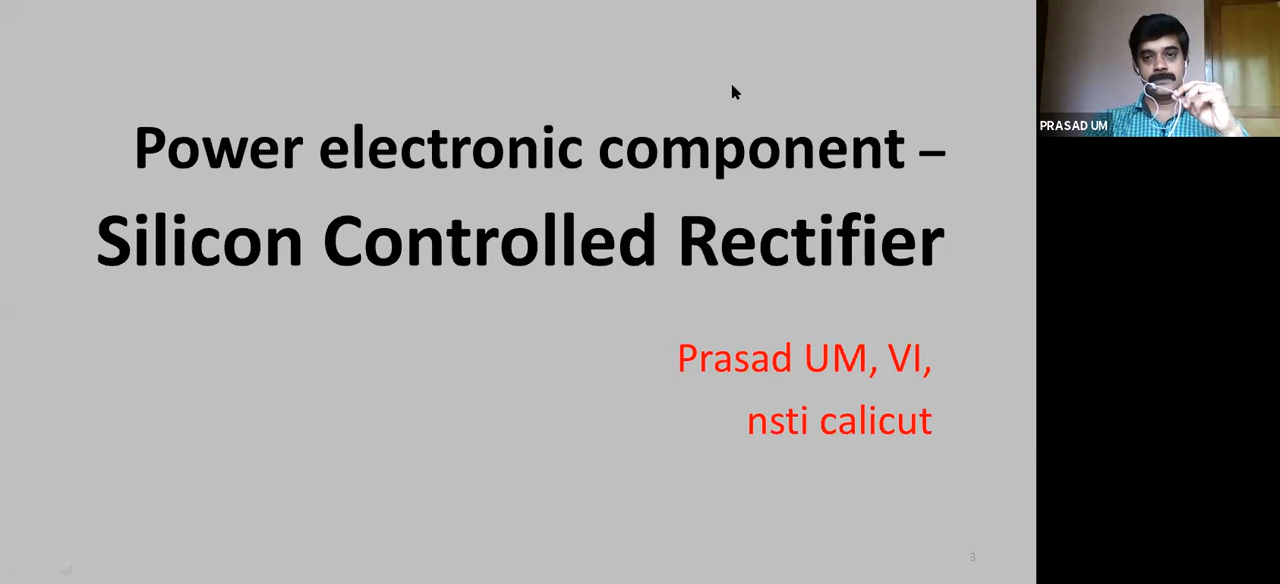 Power electronic component –
Silicon Controlled Rectifier
Prasad UM, VI,
nsti calicut
3
PRASAD UM